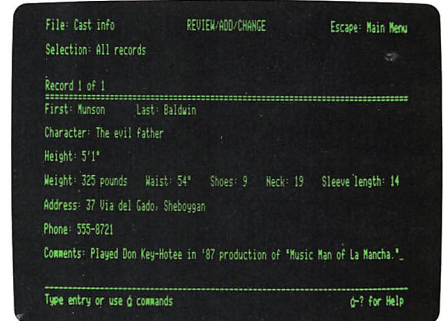 File: Cast info REVIEW/ADD/CHANGE Escape: Main Menu
Selection: All records
Record 1 of 1
First: Munson Last: Baldwin
Character: The evil father
Height: 5'1"
Weight: 325 pounds Waist: 54" Shoes: 9 Neck: 19 Sleeve length: 14
Address: 37 Via del Gado, Sheboygan
Phone: 555-8721
Comments: Played Don Key-Hotee in '87 production of "Music Man of La Mancha."_
Type entry or use commands -? for Help